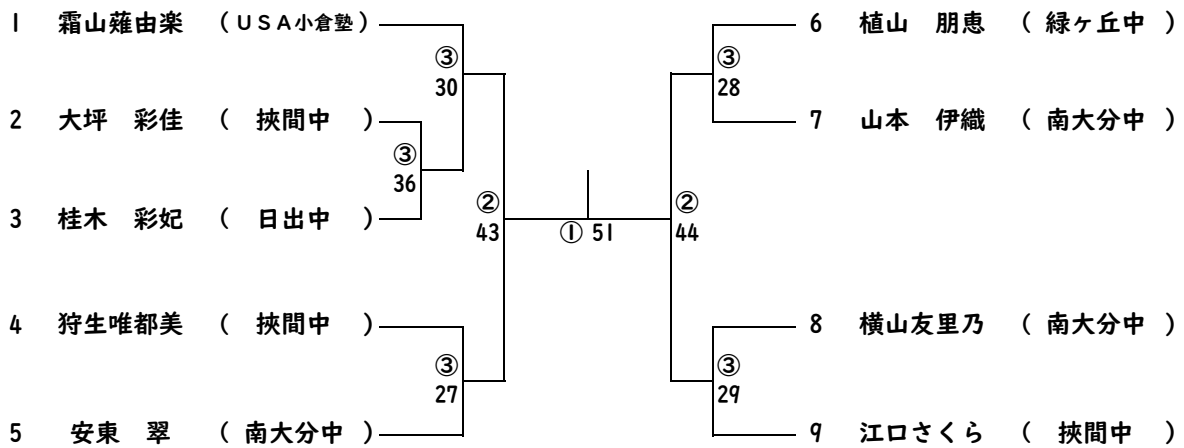 1 霜山薙由楽 （ＵＳＡ小倉塾）
6 植山 朋恵 （ 緑ヶ丘中 ）
③
30
③
28
2 大坪 彩佳 （ 挾間中 ）
7 山本 伊織 （ 南大分中 ）
③
36
3 桂木 彩妃 （ 日出中 ）
②
43
① 51
②
44
4 狩生唯都美 （ 挾間中 ）
8 横山友里乃 （ 南大分中 ）
③
27
③
29
5 安東 翠 （ 南大分中 ）
9 江口さくら （ 挾間中 ）